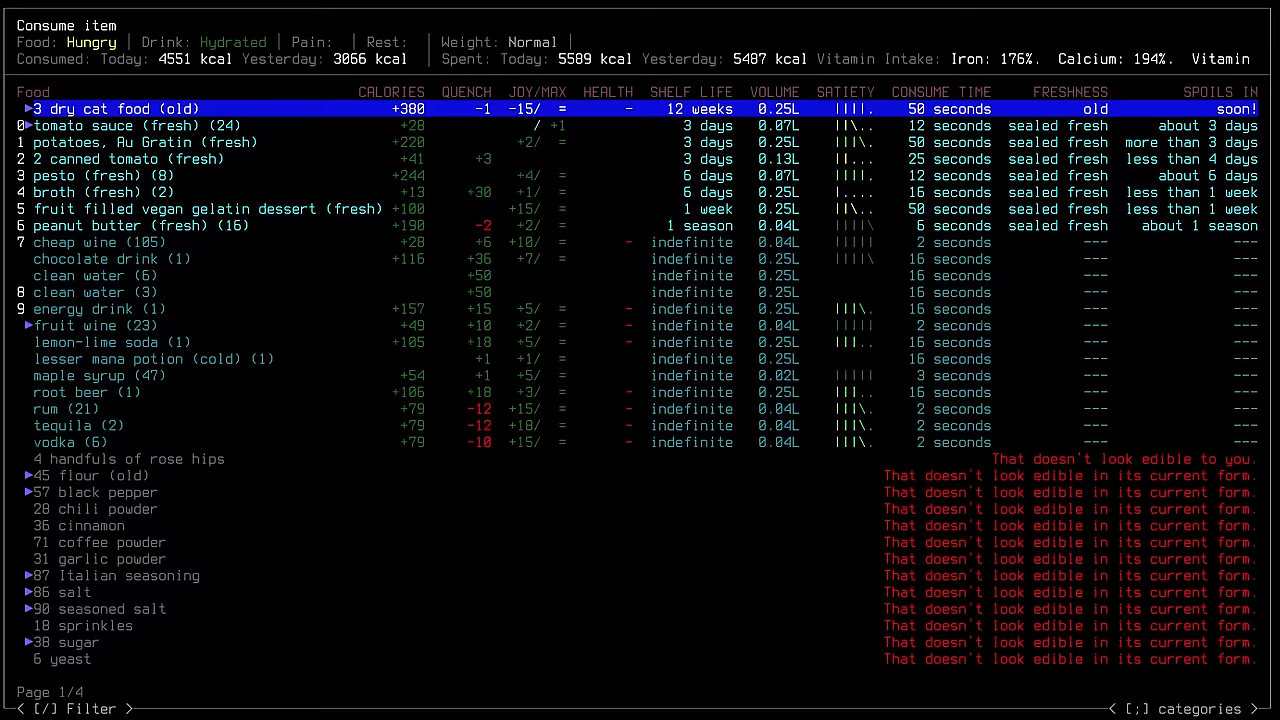 Consume item
Food: Hungry | Drink: Hydrated | Pain: | Rest: | Weight: Normal |
Consumed: Today: 4551 kcal Yesterday: 3066 kcal | Spent: Today: 5589 kcal Yesterday: 5487 kcal Vitamin Intake: Iron: 176%. Calcium: 194%. Vitamin
Food CALORIES QUENCH JOY/MAX HEALTH SHELF LIFE VOLUME SATIETY CONSUME TIME FRESHNESS SPOILS IN
▶3 dry cat food (old) +380 -1 -15/ = - 12 weeks 0.25L ||||. 50 seconds old soon!
0▶tomato sauce (fresh) (24) +28 / +1 3 days 0.07L ||\.. 12 seconds sealed fresh about 3 days
1 potatoes, Au Gratin (fresh) +220 +2/ = 3 days 0.25L |||\. 50 seconds sealed fresh more than 3 days
2 2 canned tomato (fresh) +41 +3 3 days 0.13L ||... 25 seconds sealed fresh less than 4 days
3 pesto (fresh) (8) +244 +4/ = 6 days 0.07L ||||. 12 seconds sealed fresh about 6 days
4 broth (fresh) (2) +13 +30 +1/ = 6 days 0.25L |.... 16 seconds sealed fresh less than 1 week
5 fruit filled vegan gelatin dessert (fresh) +100 +15/ = 1 week 0.25L ||\.. 50 seconds sealed fresh less than 1 week
6 peanut butter (fresh) (16) +190 -2 +2/ = 1 season 0.04L ||||\ 6 seconds sealed fresh about 1 season
7 cheap wine (105) +28 +6 +10/ = - indefinite 0.04L ||||| 2 seconds --- ---
chocolate drink (1) +116 +36 +7/ = indefinite 0.25L ||||\ 16 seconds --- ---
clean water (6) +50 indefinite 0.25L 16 seconds --- ---
8 clean water (3) +50 indefinite 0.25L 16 seconds --- ---
9 energy drink (1) +157 +15 +5/ = - indefinite 0.25L |||\. 16 seconds --- ---
▶fruit wine (23) +49 +10 +2/ = - indefinite 0.04L ||||| 2 seconds --- ---
lemon-lime soda (1) +105 +18 +5/ = - indefinite 0.25L |||.. 16 seconds --- ---
lesser mana potion (cold) (1) +1 +1/ = indefinite 0.25L 16 seconds --- ---
maple syrup (47) +54 +1 +5/ = indefinite 0.02L ||||| 3 seconds --- ---
root beer (1) +106 +18 +3/ = - indefinite 0.25L |||.. 16 seconds --- ---
rum (21) +79 -12 +15/ = - indefinite 0.04L |||\. 2 seconds --- ---
tequila (2) +79 -12 +18/ = - indefinite 0.04L |||\. 2 seconds --- ---
vodka (6) +79 -10 +15/ = - indefinite 0.04L |||\. 2 seconds --- ---
4 handfuls of rose hips That doesn't look edible to you.
▶45 flour (old) That doesn't look edible in its current form.
▶57 black pepper That doesn't look edible in its current form.
28 chili powder That doesn't look edible in its current form.
36 cinnamon That doesn't look edible in its current form.
71 coffee powder That doesn't look edible in its current form.
31 garlic powder That doesn't look edible in its current form.
▶87 Italian seasoning That doesn't look edible in its current form.
▶86 salt That doesn't look edible in its current form.
▶90 seasoned salt That doesn't look edible in its current form.
18 sprinkles That doesn't look edible in its current form.
▶38 sugar That doesn't look edible in its current form.
6 yeast That doesn't look edible in its current form.
Page 1/4
< [/] Filter > < [;] categories >